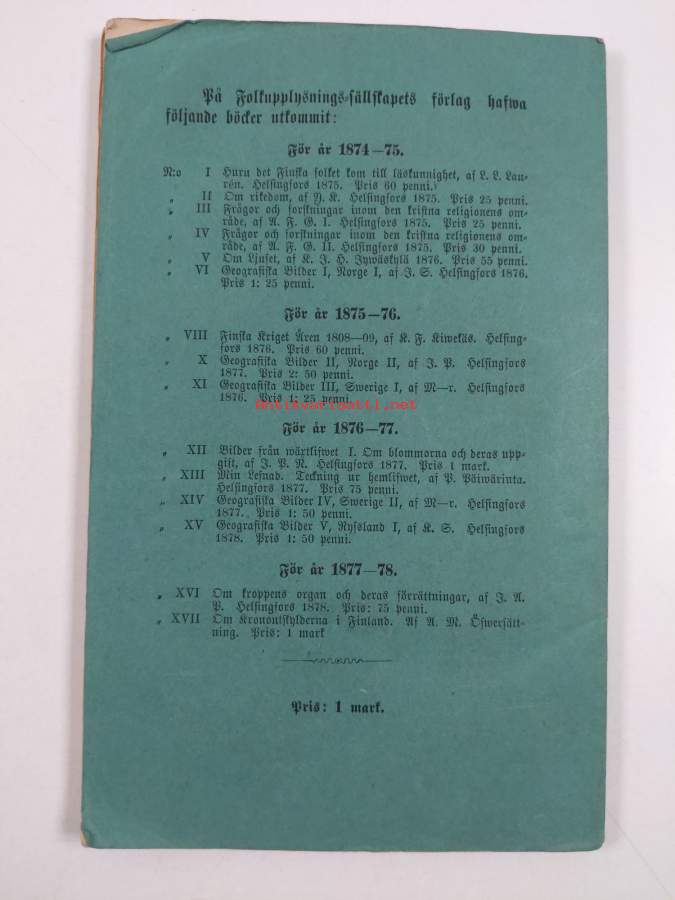 På Folkupplysnings-sällskapets förlag hafwa
följande böcker utkommit:
För år 1874—75.
N:o I Huru det Finska folket kom till läskunnighet, af L. L. Lau-
rén. Helsingfors 1875. Pris 60 penni.
„ II Om rikedom, af Y. K. Helsingfors 1875. Pris 25 penni.
„ III Frågor och forskningar inom den kristna religionens om-
råde, af A. F. G. I. Helsingfors 1875. Pris 25 penni.
„ IV Frågor och forskningar inom den kristna religionens om-
råde, af A. F. G. II. Helsingfors 1875. Pris 30 penni.
„ V Om Ljuset, af K. J. H. Jywäskylä 1876. Pris 55 penni.
„ VI Geografiska Bilder I, Norge I, af J. S. Helsingfors 1876.
Pris 1: 25 penni.
För år 1875—76.
„ VIII Finska Kriget Åren 1808—09, af K. F. Kiwekäs. Helsing-
fors 1876. Pris 60 penni.
„ X Geografiska Bilder II, Norge II, af J. P. Helsingfors
1877. Pris 2: 50 penni.
„ XI Geografiska Bilder III, Swerige I, af M—r. Helsingfors
1876. Pris 1: 25 penni.
Antikvariaatti.net
För år 1876—77.
„ XII Bilder från wäxtlifwet I. Om blommorna och deras upp-
gift, af J. P. N. Helsingfors 1877. Pris 1 mark.
„ XIII Min Lefnad. Teckning ur hemlifwet, af P. Päiwärinta.
Helsingfors 1877. Pris 75 penni.
„ XIV Geografiska Bilder IV, Swerige II, af M—r. Helsingfors
1877. Pris 1: 50 penni.
„ XV Geografiska Bilder V, Ryssland I, af K. S. Helsingfors
1878. Pris 1: 50 penni.
För år 1877—78.
„ XVI Om kroppens organ och deras förrättningar, af J. A.
P. Helsingfors 1878. Pris: 75 penni.
„ XVII Om Kronoutskylderna i Finland. Af A. M. Öfwersätt-
ning. Pris: 1 mark
Pris: 1 mark.